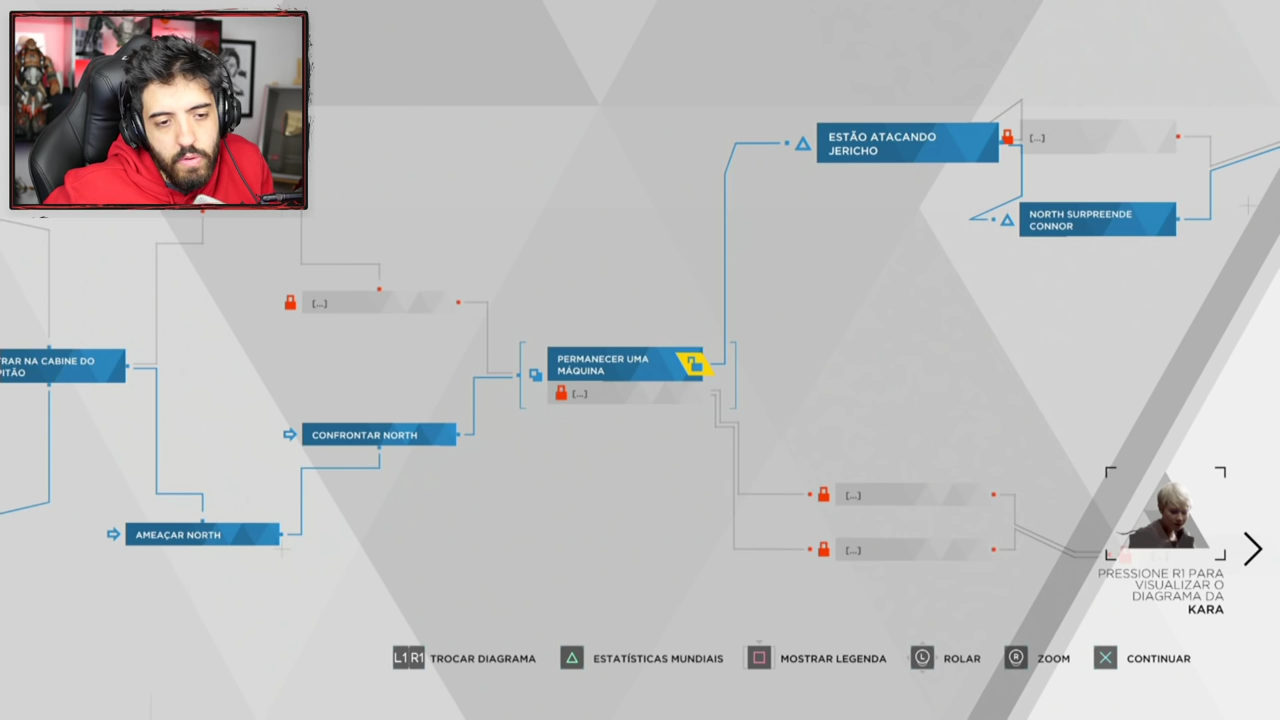 ESTÃO ATACANDO
JERICHO
[...]
NORTH SURPREENDE
CONNOR
[...]
TRAR NA CABINE DO
PITÃO
PERMANECER UMA
MÁQUINA
[...]
CONFRONTAR NORTH
AMEAÇAR NORTH
[...]
[...]
PRESSIONE R1 PARA
VISUALIZAR O
DIAGRAMA DA
KARA
L1 R1 TROCAR DIAGRAMA
ESTATÍSTICAS MUNDIAIS
MOSTRAR LEGENDA
L ROLAR
R ZOOM
CONTINUAR